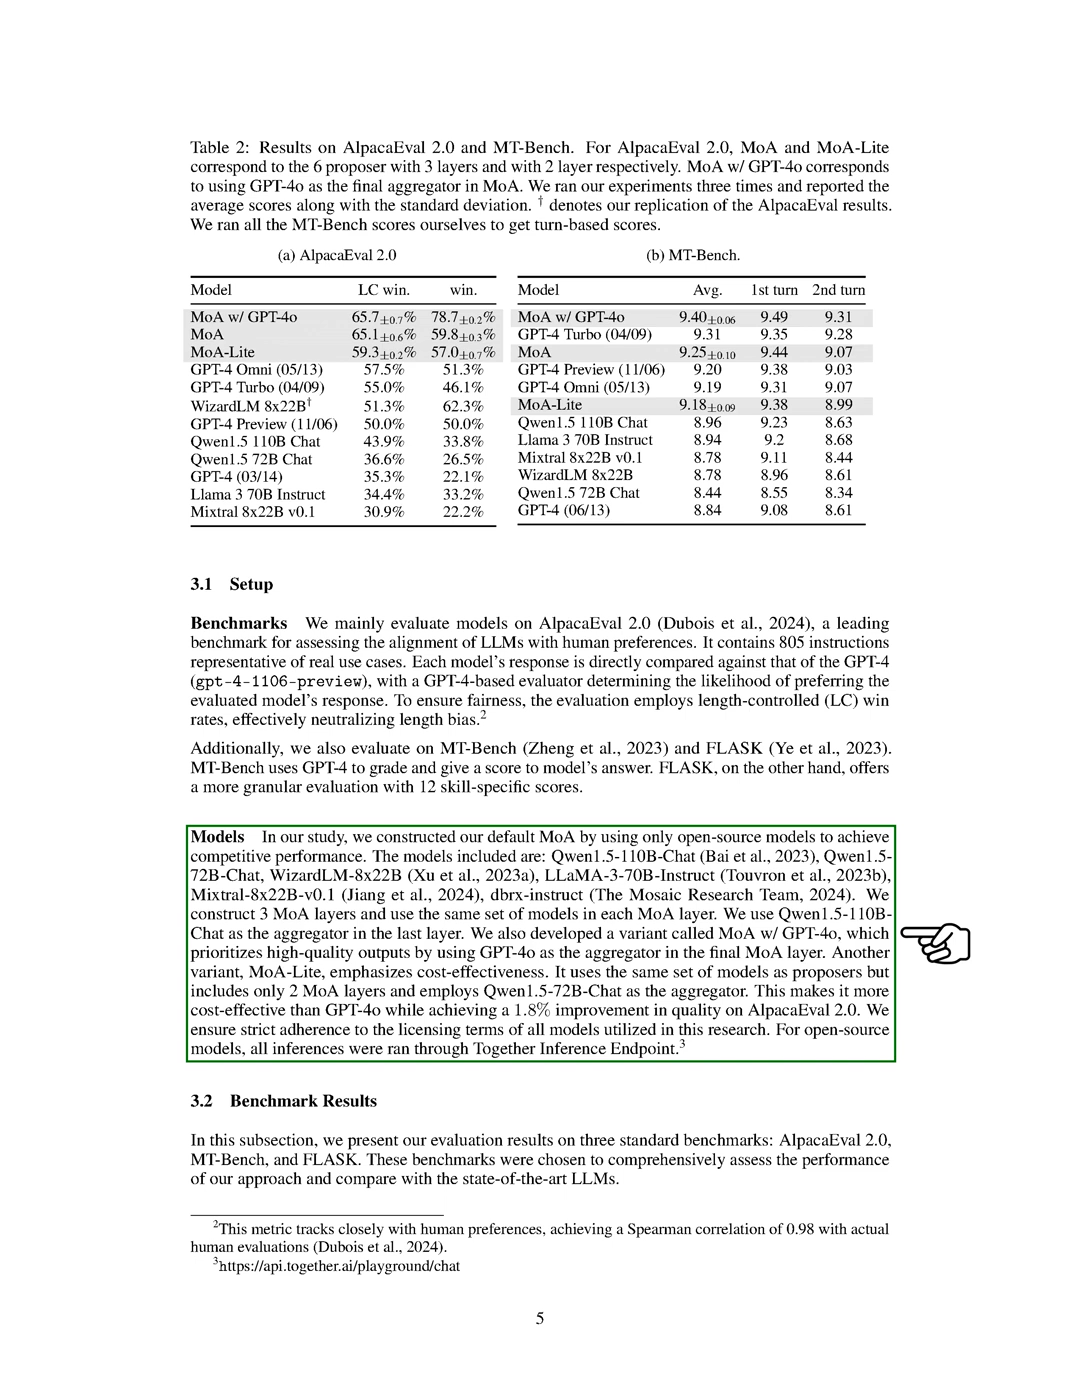 Table 2: Results on AlpacaEval 2.0 and MT-Bench. For AlpacaEval 2.0, MoA and MoA-Lite
correspond to the 6 proposer with 3 layers and with 2 layer respectively. MoA w/ GPT-4o corresponds
to using GPT-4o as the final aggregator in MoA. We ran our experiments three times and reported the
average scores along with the standard deviation. † denotes our replication of the AlpacaEval results.
We ran all the MT-Bench scores ourselves to get turn-based scores.
(a) AlpacaEval 2.0
Model LC win. win.
MoA w/ GPT-4o 65.7±0.7% 78.7±0.2%
MoA 65.1±0.6% 59.8±0.3%
MoA-Lite 59.3±0.2% 57.0±0.7%
GPT-4 Omni (05/13) 57.5% 51.3%
GPT-4 Turbo (04/09) 55.0% 46.1%
WizardLM 8x22B† 51.3% 62.3%
GPT-4 Preview (11/06) 50.0% 50.0%
Qwen1.5 110B Chat 43.9% 33.8%
Qwen1.5 72B Chat 36.6% 26.5%
GPT-4 (03/14) 35.3% 22.1%
Llama 3 70B Instruct 34.4% 33.2%
Mixtral 8x22B v0.1 30.9% 22.2%
(b) MT-Bench.
Model Avg. 1st turn 2nd turn
MoA w/ GPT-4o 9.40±0.06 9.49 9.31
GPT-4 Turbo (04/09) 9.31 9.35 9.28
MoA 9.25±0.10 9.44 9.07
GPT-4 Preview (11/06) 9.20 9.38 9.03
GPT-4 Omni (05/13) 9.19 9.31 9.07
MoA-Lite 9.18±0.09 9.38 8.99
Qwen1.5 110B Chat 8.96 9.23 8.63
Llama 3 70B Instruct 8.94 9.2 8.68
Mixtral 8x22B v0.1 8.78 9.11 8.44
WizardLM 8x22B 8.78 8.96 8.61
Qwen1.5 72B Chat 8.44 8.55 8.34
GPT-4 (06/13) 8.84 9.08 8.61
3.1 Setup
Benchmarks We mainly evaluate models on AlpacaEval 2.0 (Dubois et al., 2024), a leading
benchmark for assessing the alignment of LLMs with human preferences. It contains 805 instructions
representative of real use cases. Each model's response is directly compared against that of the GPT-4
(gpt-4-1106-preview), with a GPT-4-based evaluator determining the likelihood of preferring the
evaluated model's response. To ensure fairness, the evaluation employs length-controlled (LC) win
rates, effectively neutralizing length bias.2
Additionally, we also evaluate on MT-Bench (Zheng et al., 2023) and FLASK (Ye et al., 2023).
MT-Bench uses GPT-4 to grade and give a score to model's answer. FLASK, on the other hand, offers
a more granular evaluation with 12 skill-specific scores.
Models In our study, we constructed our default MoA by using only open-source models to achieve
competitive performance. The models included are: Qwen1.5-110B-Chat (Bai et al., 2023), Qwen1.5-
72B-Chat, WizardLM-8x22B (Xu et al., 2023a), LLaMA-3-70B-Instruct (Touvron et al., 2023b),
Mixtral-8x22B-v0.1 (Jiang et al., 2024), dbrx-instruct (The Mosaic Research Team, 2024). We
construct 3 MoA layers and use the same set of models in each MoA layer. We use Qwen1.5-110B-
Chat as the aggregator in the last layer. We also developed a variant called MoA w/ GPT-4o, which
prioritizes high-quality outputs by using GPT-4o as the aggregator in the final MoA layer. Another
variant, MoA-Lite, emphasizes cost-effectiveness. It uses the same set of models as proposers but
includes only 2 MoA layers and employs Qwen1.5-72B-Chat as the aggregator. This makes it more
cost-effective than GPT-4o while achieving a 1.8% improvement in quality on AlpacaEval 2.0. We
ensure strict adherence to the licensing terms of all models utilized in this research. For open-source
models, all inferences were ran through Together Inference Endpoint.3
3.2 Benchmark Results
In this subsection, we present our evaluation results on three standard benchmarks: AlpacaEval 2.0,
MT-Bench, and FLASK. These benchmarks were chosen to comprehensively assess the performance
of our approach and compare with the state-of-the-art LLMs.
2This metric tracks closely with human preferences, achieving a Spearman correlation of 0.98 with actual
human evaluations (Dubois et al., 2024).
3https://api.together.ai/playground/chat
5